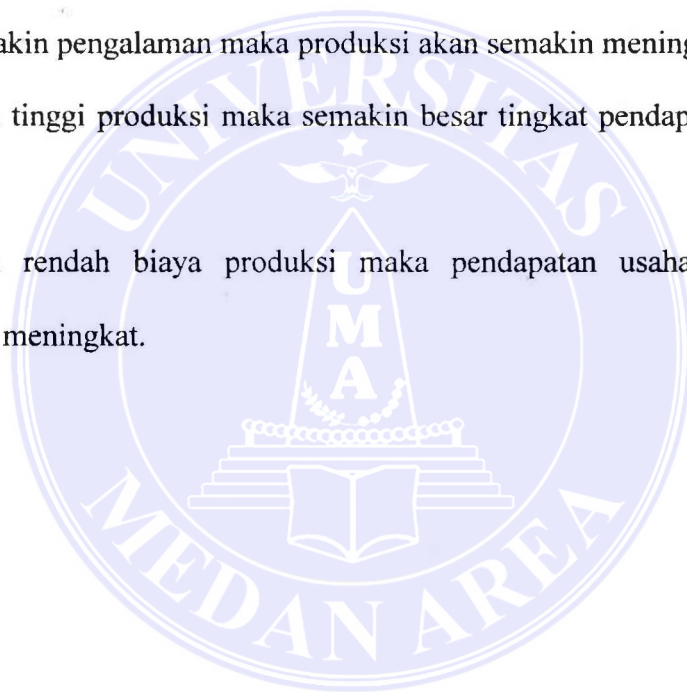 akin pengalaman maka produksi akan semakin mening
tinggi produksi maka semakin besar tingkat pendap
rendah biaya produksi maka pendapatan usaha
meningkat.
UNIVERSITAS
UMA
MEDAN AREA